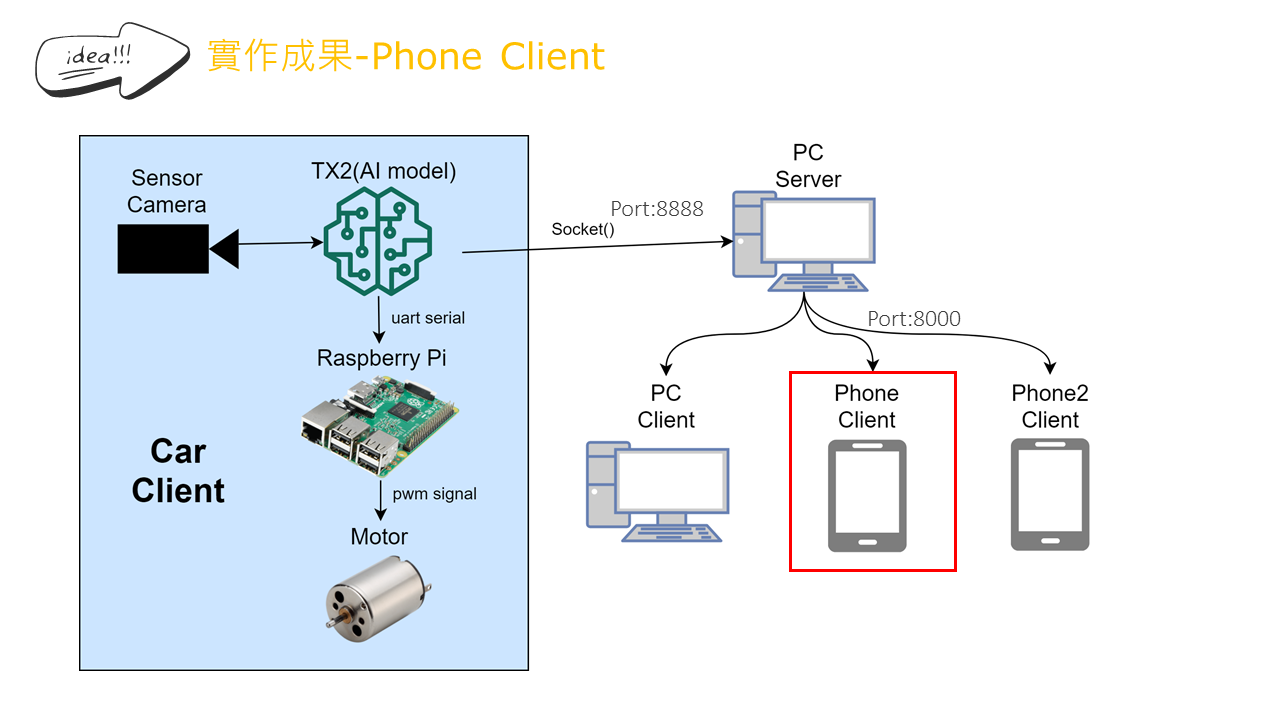 idea!!!
實作成果-Phone Client
Sensor
Camera
TX2(AI model)
uart serial
Raspberry Pi
Car
Client
pwm signal
Motor
Port:8888
Socket()
PC
Server
Port:8000
PC
Client
Phone
Client
Phone2
Client